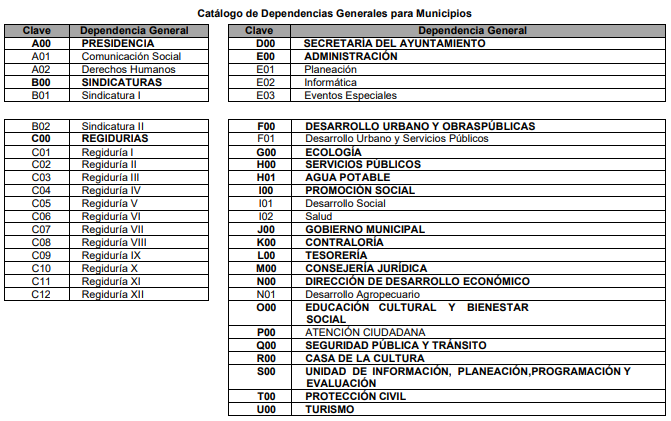 Catálogo de Dependencias Generales para Municipios
Clave Dependencia General
A00 PRESIDENCIA
A01 Comunicación Social
A02 Derechos Humanos
B00 SINDICATURAS
B01 Sindicatura I
Clave Dependencia General
D00 SECRETARÍA DEL AYUNTAMIENTO
E00 ADMINISTRACIÓN
E01 Planeación
E02 Informática
E03 Eventos Especiales
B02 Sindicatura II
C00 REGIDURIAS
C01 Regiduría I
C02 Regiduría II
C03 Regiduría III
C04 Regiduría IV
C05 Regiduría V
C06 Regiduría VI
C07 Regiduría VII
C08 Regiduría VIII
C09 Regiduría IX
C10 Regiduría X
C11 Regiduría XI
C12 Regiduría XII
F00 DESARROLLO URBANO Y OBRASPÚBLICAS
F01 Desarrollo Urbano y Servicios Públicos
G00 ECOLOGÍA
H00 SERVICIOS PÚBLICOS
H01 AGUA POTABLE
I00 PROMOCIÓN SOCIAL
I01 Desarrollo Social
I02 Salud
J00 GOBIERNO MUNICIPAL
K00 CONTRALORÍA
L00 TESORERÍA
M00 CONSEJERÍA JURÍDICA
N00 DIRECCIÓN DE DESARROLLO ECONÓMICO
N01 Desarrollo Agropecuario
O00 EDUCACIÓN CULTURAL Y BIENESTAR
SOCIAL
P00 ATENCIÓN CIUDADANA
Q00 SEGURIDAD PÚBLICA Y TRÁNSITO
R00 CASA DE LA CULTURA
S00 UNIDAD DE INFORMACIÓN, PLANEACIÓN,PROGRAMACIÓN Y
EVALUACIÓN
T00 PROTECCIÓN CIVIL
U00 TURISMO